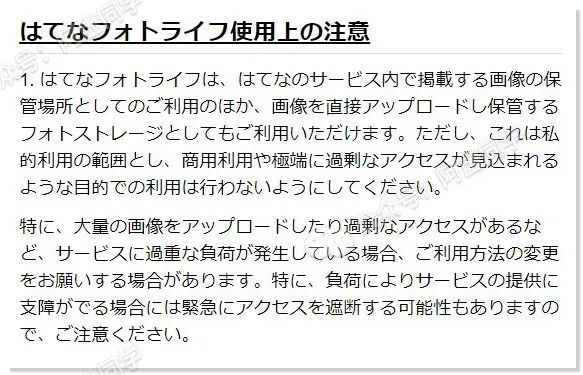 はてなフォトライフ使用上の注意
1. はてなフォトライフは、はてなのサービス内で掲載する画像の保
管場所としてのご利用のほか、画像を直接アップロードし保管する
フォトストレージとしてもご利用いただけます。ただし、これは私
的利用の範囲とし、商用利用や極端に過剰なアクセスが見込まれる
ような目的での利用は行わないようにしてください。
特に、大量の画像をアップロードしたり過剰なアクセスがあるな
ど、サービスに過重な負荷が発生している場合、ご利用方法の変更
をお願いする場合があります。特に、負荷によりサービスの提供に
支障がでる場合には緊急にアクセスを遮断する可能性もありますの
で、ご注意ください。